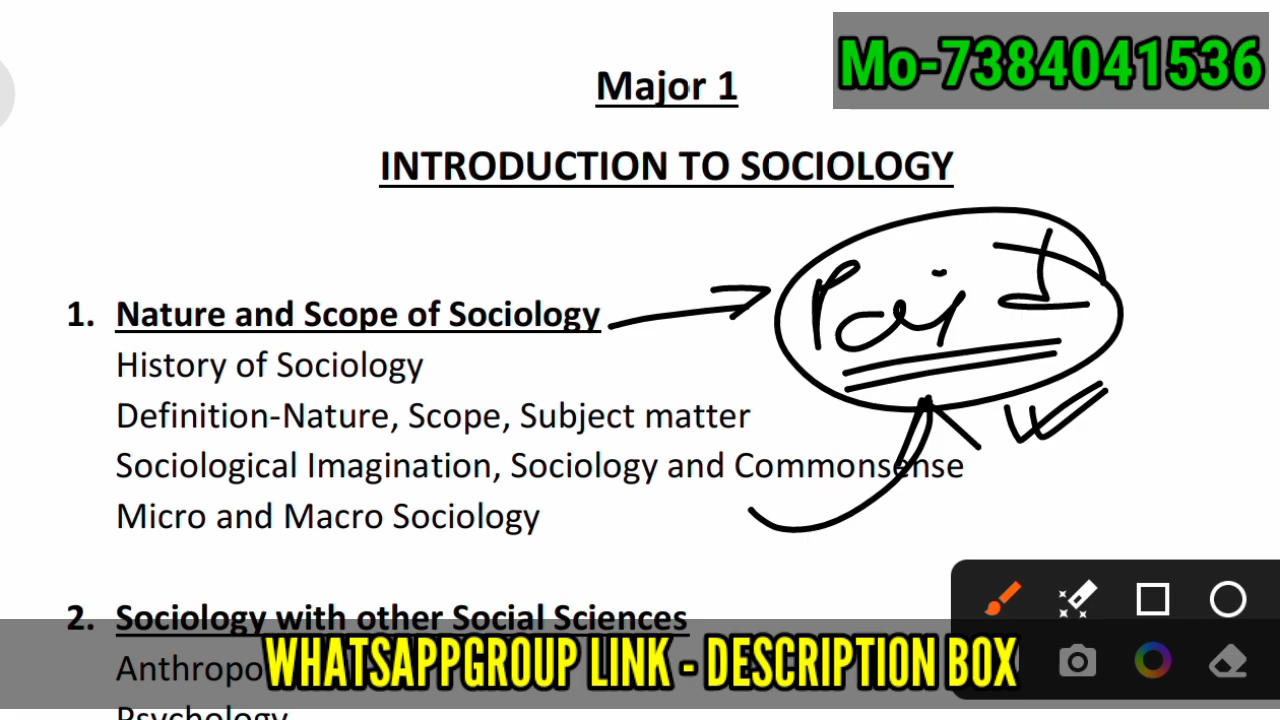 Mo-7384041536
Major 1
INTRODUCTION TO SOCIOLOGY
1. Nature and Scope of Sociology
History of Sociology
Definition-Nature, Scope, Subject matter
Sociological Imagination, Sociology and Commonsense
Micro and Macro Sociology
2. Sociology with other Social Sciences
Anthropo
WHATSAPPGROUP LINK - DESCRIPTION BOX
Psychology